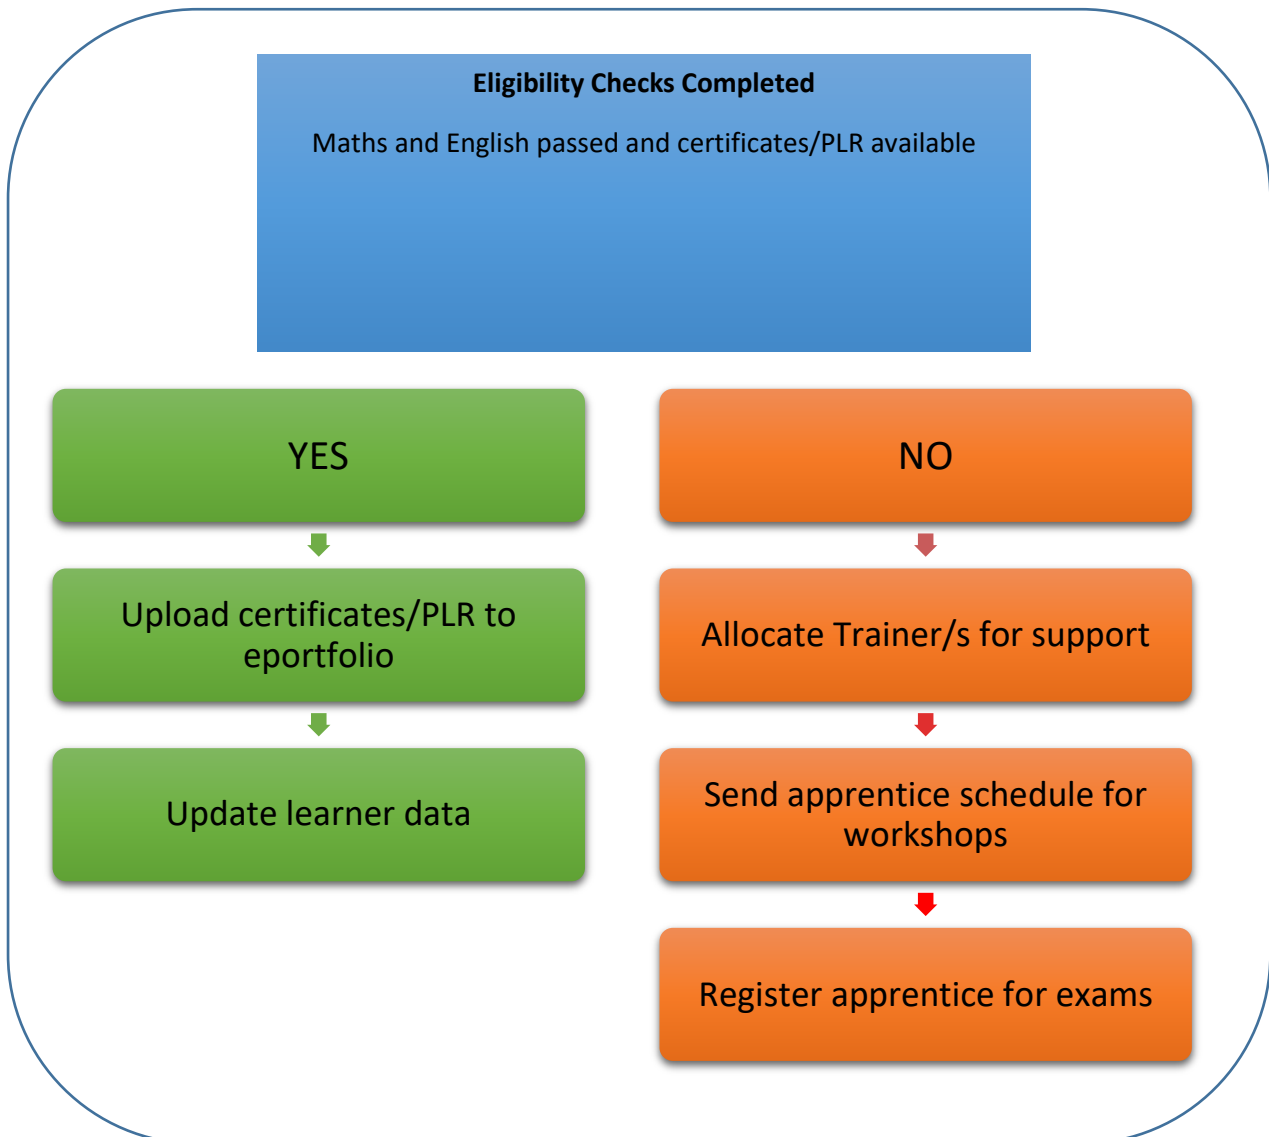 Eligibility Checks Completed
Maths and English passed and certificates/PLR available
YES
Upload certificates/PLR to
eportfolio
Update learner data
NO
Allocate Trainer/s for support
Send apprentice schedule for
workshops
Register apprentice for exams